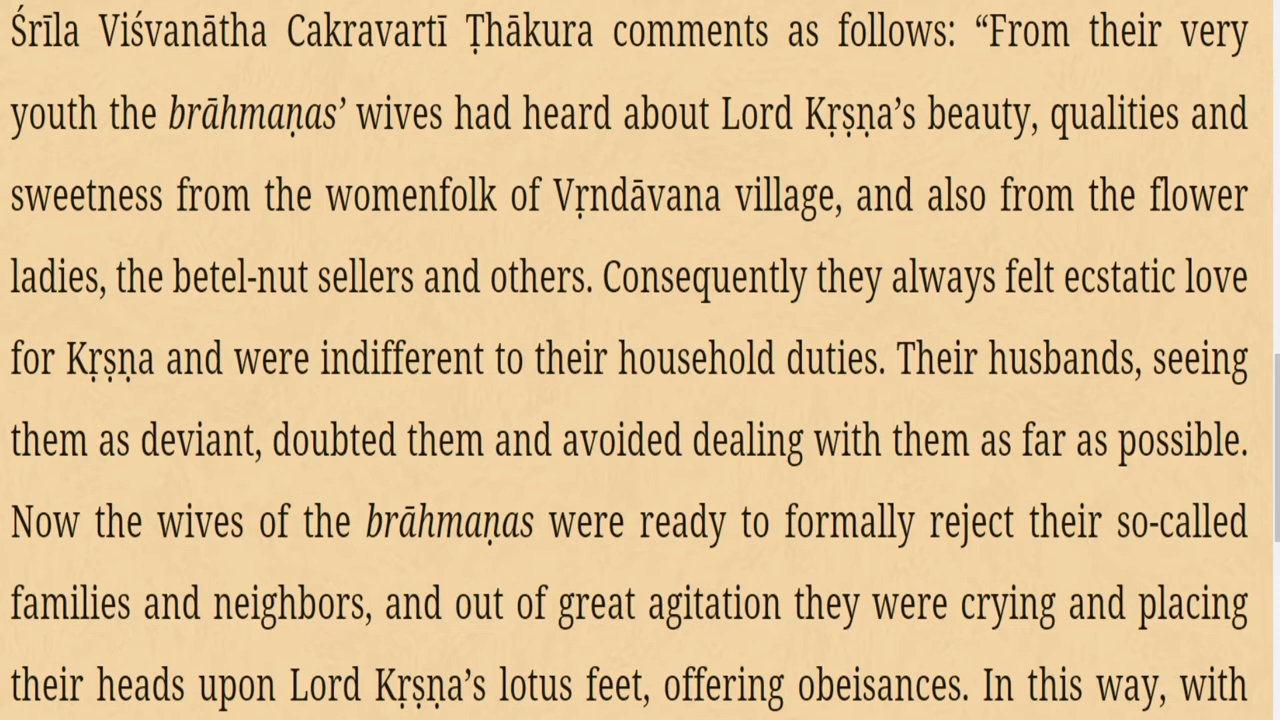 Śrīla Viśvanātha Cakravartī Ṭhākura comments as follows: “From their very
youth the brāhmaṇas’ wives had heard about Lord Kṛṣṇa’s beauty, qualities and
sweetness from the womenfolk of Vṛndāvana village, and also from the flower
ladies, the betel-nut sellers and others. Consequently they always felt ecstatic love
for Kṛṣṇa and were indifferent to their household duties. Their husbands, seeing
them as deviant, doubted them and avoided dealing with them as far as possible.
Now the wives of the brāhmaṇas were ready to formally reject their so-called
families and neighbors, and out of great agitation they were crying and placing
their heads upon Lord Kṛṣṇa’s lotus feet, offering obeisances. In this way, with